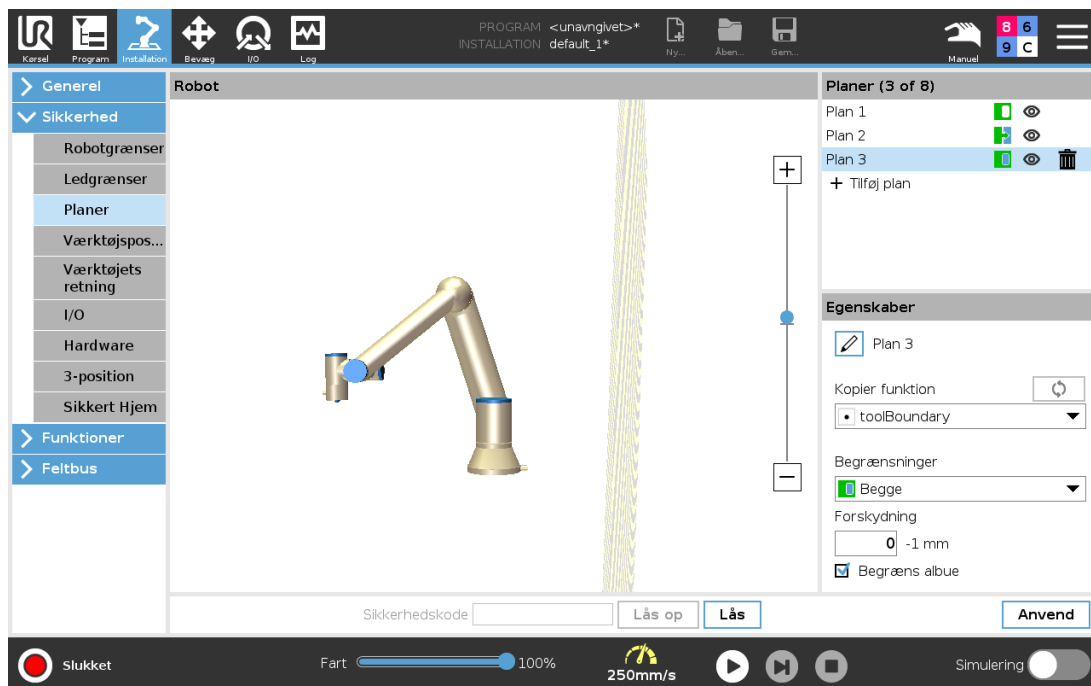 PROGRAM <unavngivet>*
INSTALLATION default_1*
UR
Kørsel
Program
Installation
Bevæg
I/O
Log
Ny...
Åben...
Gem...
Manuel
8 6
9 C
Generel
Sikkerhed
Robotgrænser
Ledgrænser
Planer
Værktøjspos...
Værktøjets
retning
I/O
Hardware
3-position
Sikkert Hjem
Funktioner
Feltbus
Robot
Planer (3 of 8)
Plan 1
Plan 2
Plan 3
+ Tilføj plan
Egenskaber
Plan 3
Kopier funktion
toolBoundary
Begrænsninger
Begge
Forskydning
0 -1 mm
Begræns albue
Sikkerhedskode
Lås op
Lås
Anvend
Slukket
Fart
100%
250mm/s
Simulering